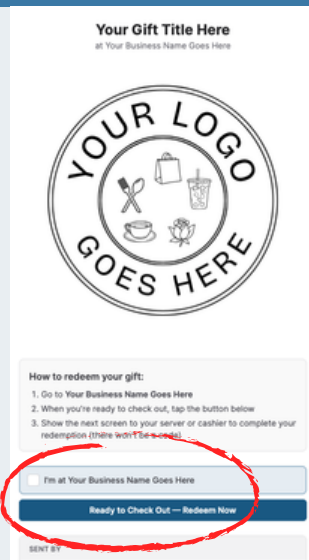 Your Gift Title Here
at Your Business Name Goes Here
YOUR LOGO
GOES HERE
How to redeem your gift:
1. Go to Your Business Name Goes Here
2. When you're ready to check out, tap the button below
3. Show the next screen to your server or cashier to complete your
redemption (there won't be a code)
I'm at Your Business Name Goes Here
Ready to Check Out — Redeem Now
SENT BY